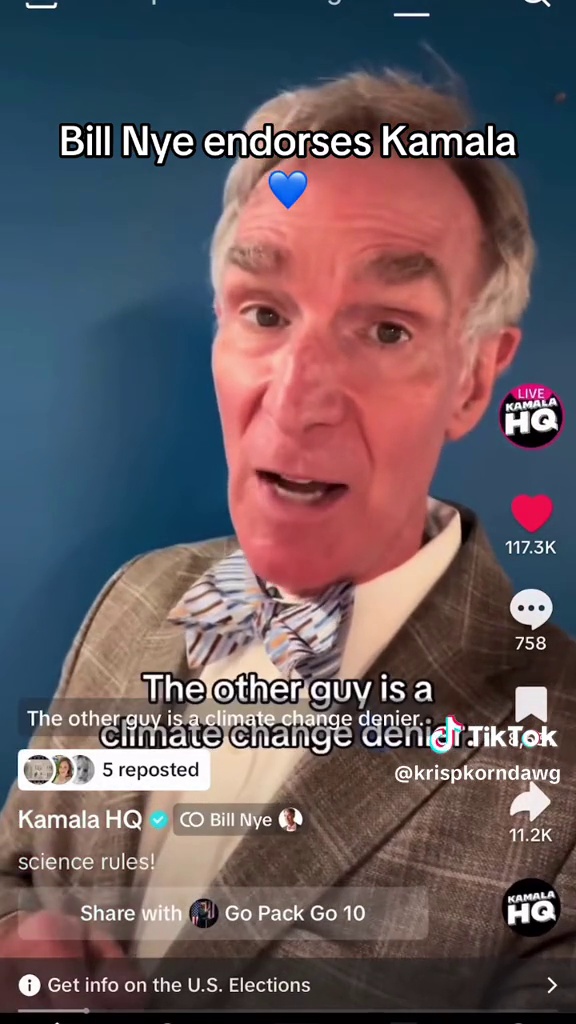 Bill Nye endorses Kamala
💙
LIVE
KAMALA
HQ
117.3K
758
The other guy is a
climate change denier.
The other guy is a climate change denier.
TikTok
@krispkorndawg
5 reposted
Kamala HQ
Bill Nye
11.2K
science rules!
Share with Go Pack Go 10
KAMALA
HQ
Get info on the U.S. Elections